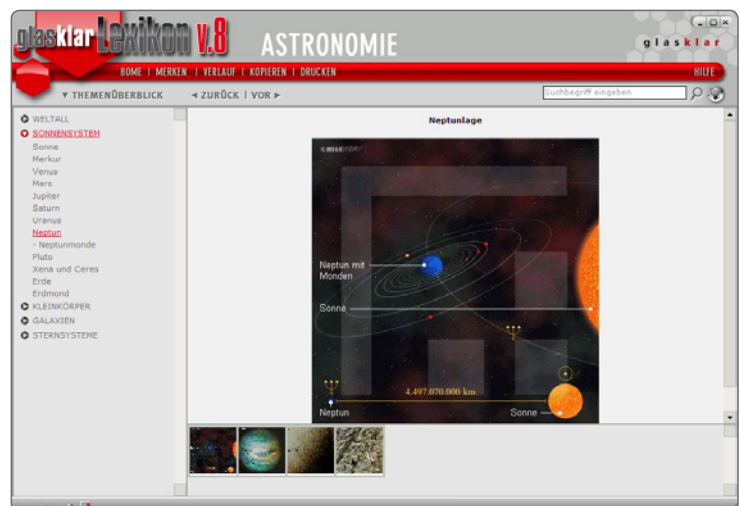 glasklar Lexikon v.8
ASTRONOMIE
glasklar
HOME | MERKEN | VERLAUF | KOPIEREN | DRUCKEN
HILFE
THEMENÜBERBLICK
ZURÜCK | VOR
Suchbegriff eingeben
WELTALL
SONNENSYSTEM
Sonne
Merkur
Venus
Mars
Jupiter
Saturn
Uranus
Neptun
- Neptunmonde
Pluto
Xena und Ceres
Erde
Erdmond
KLEINKÖRPER
GALAXIEN
STERNSYSTEME
Neptunlage
Neptun mit
Monden
Sonne
4.497.070.000 km
Neptun
Sonne